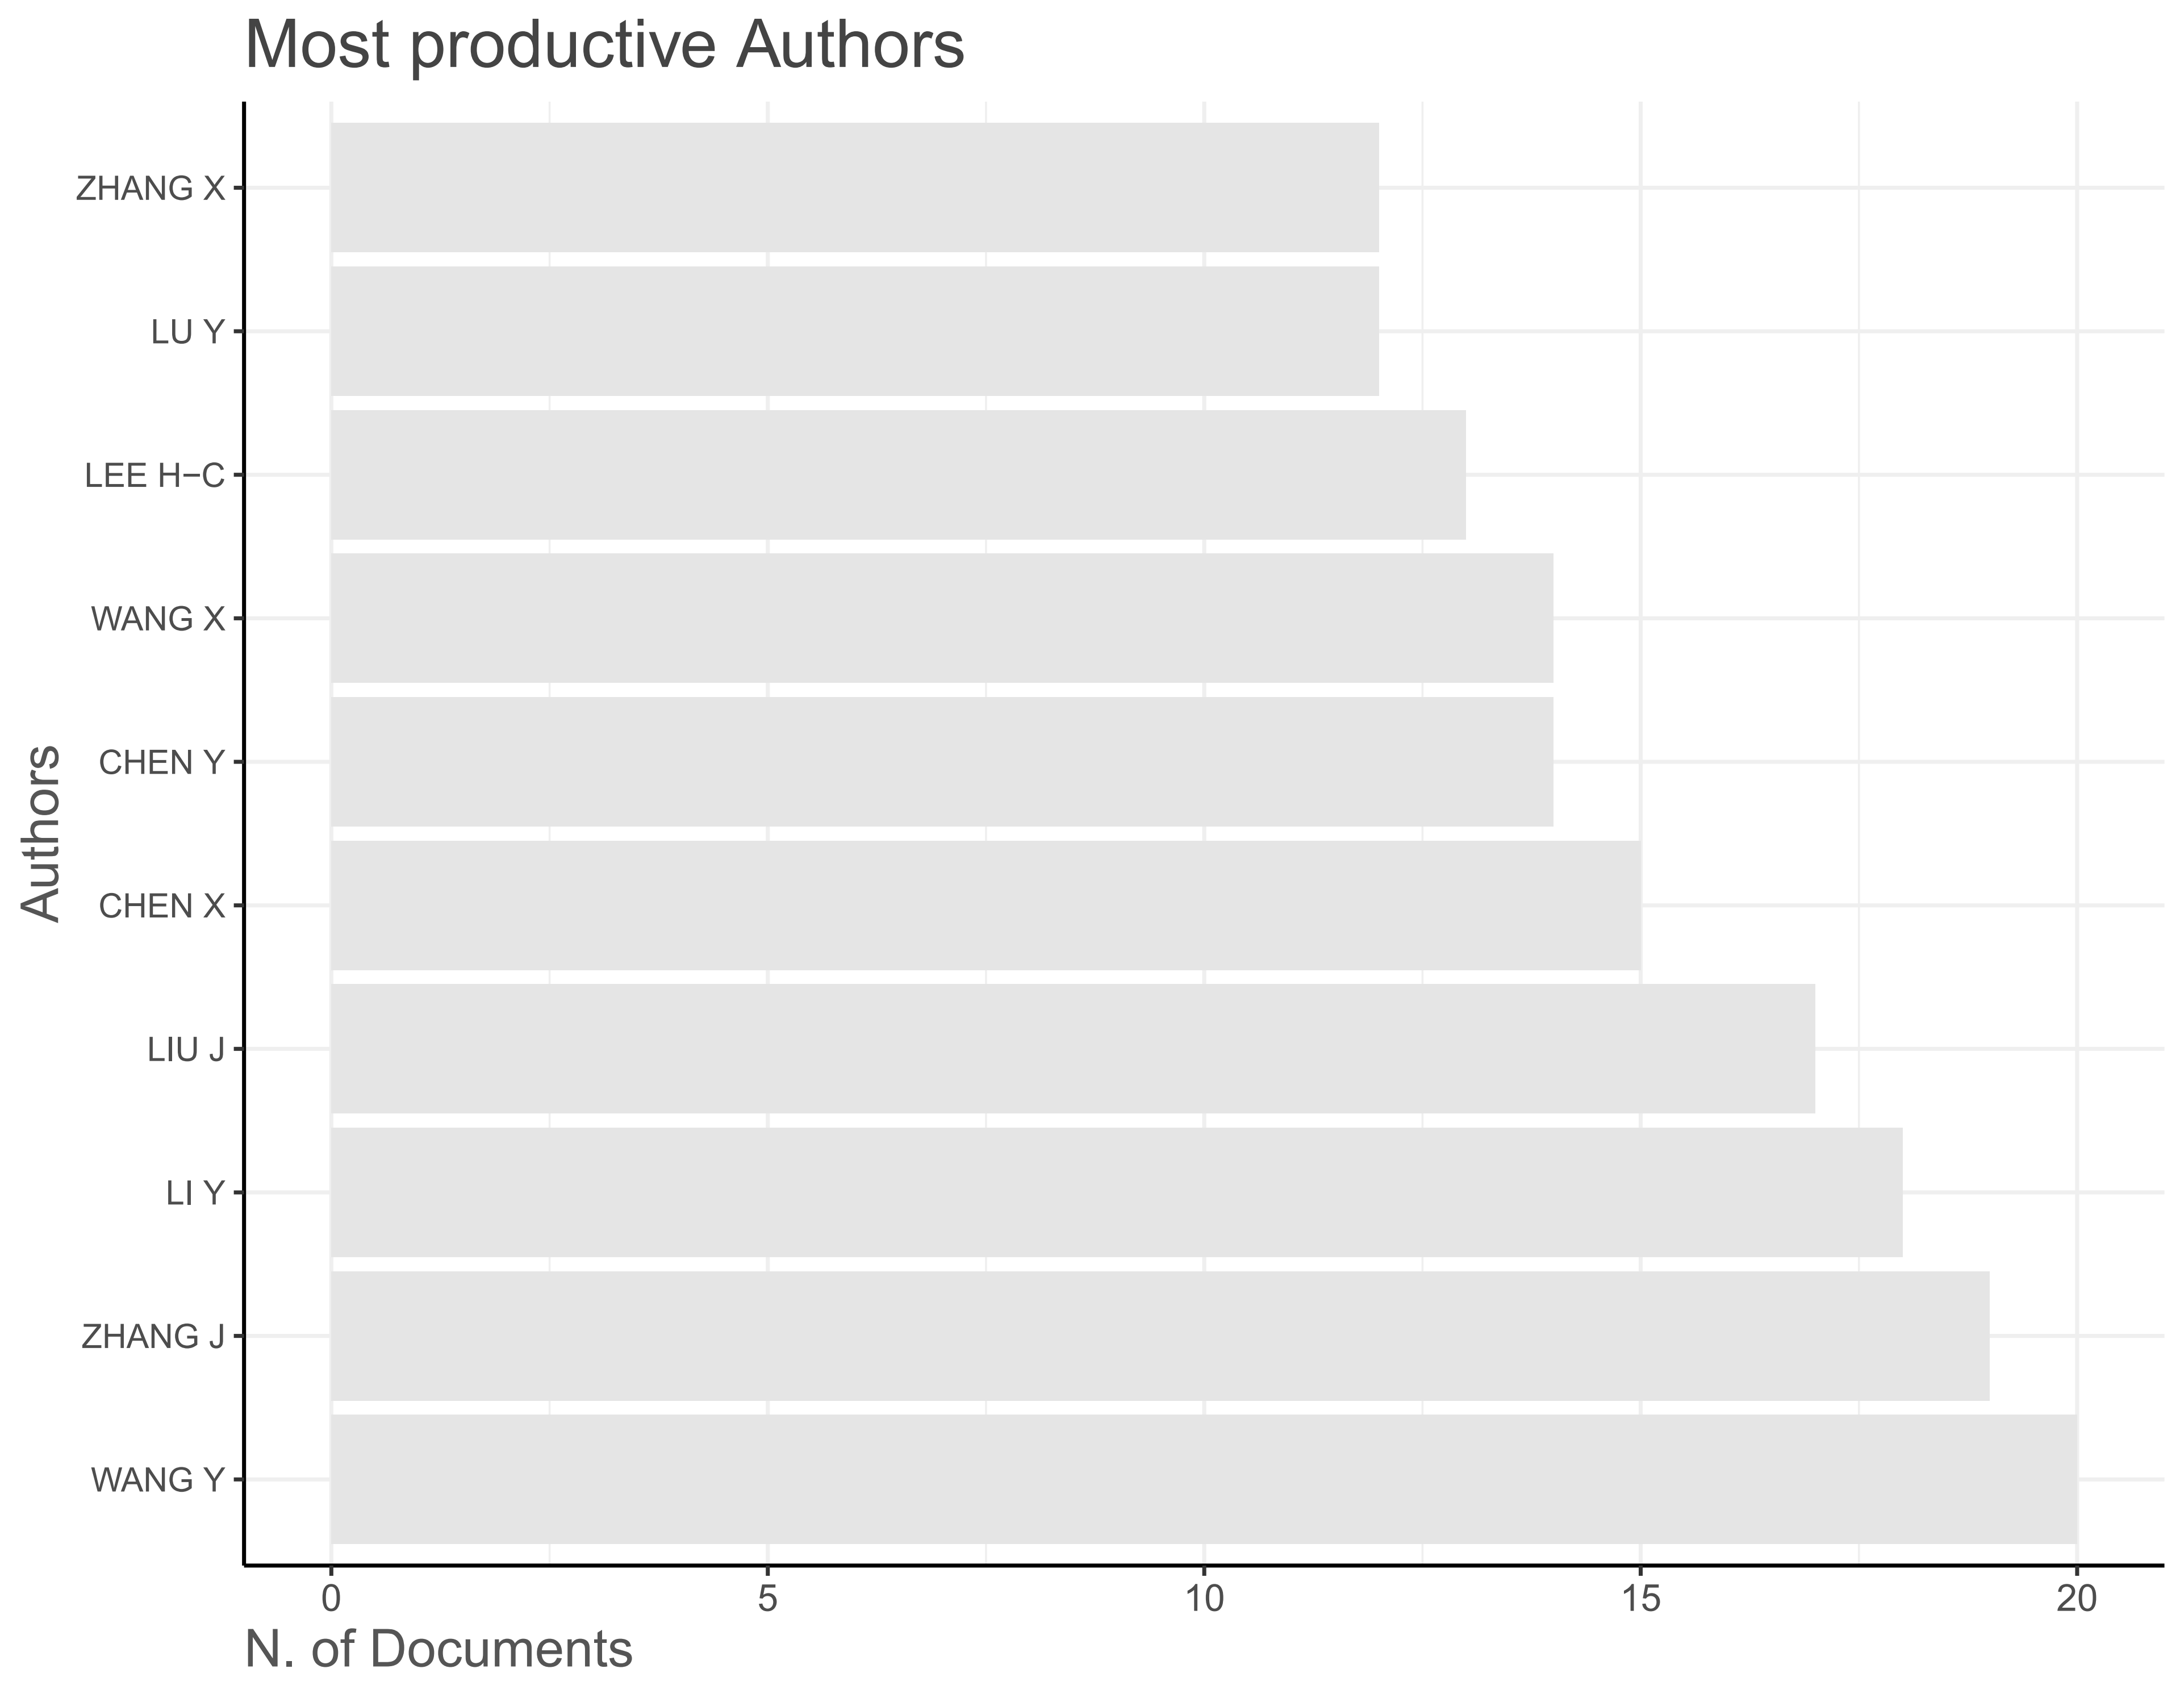 Most productive Authors
Authors
ZHANG X
LU Y
LEE H−C
WANG X
CHEN Y
CHEN X
LIU J
LI Y
ZHANG J
WANG Y
0 5 10 15 20
N. of Documents